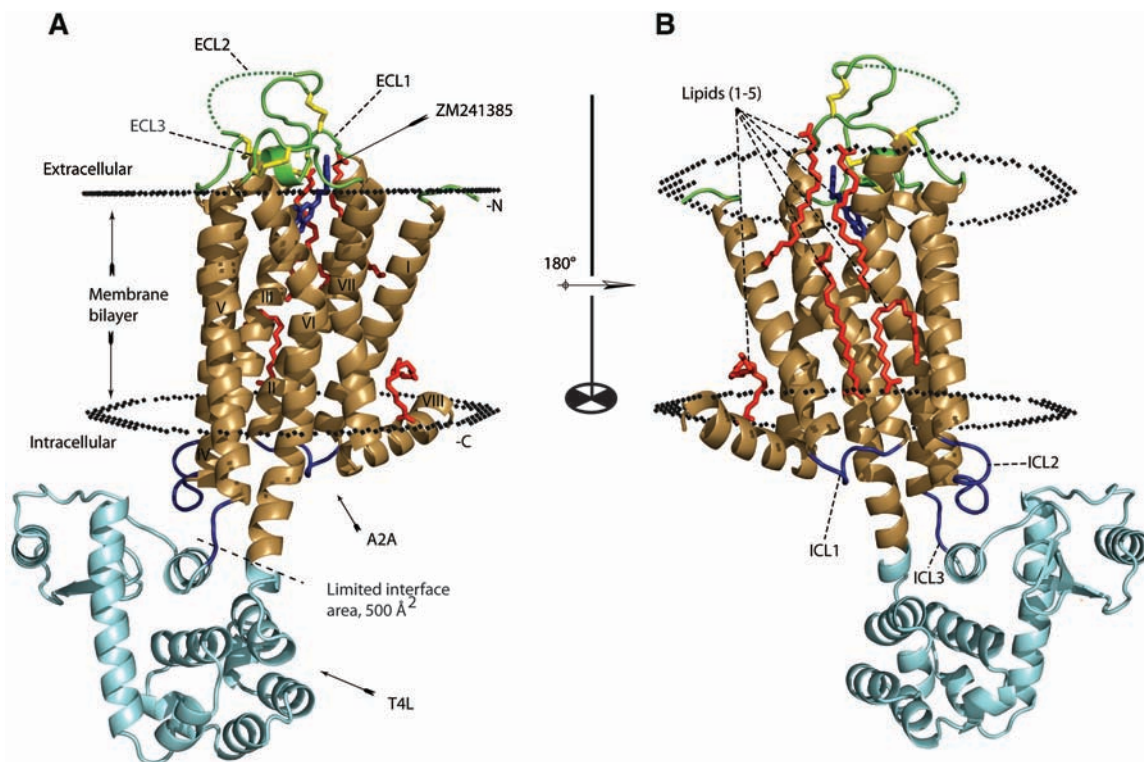 A
B
ECL2
ECL1
ECL3
ZM241385
Extracellular
-N
Membrane
bilayer
I
II
III
IV
V
VI
VII
VIII
Intracellular
-C
A2A
Limited interface
area, 500 Å2
T4L
180°
Lipids (1-5)
ICL2
ICL1
ICL3